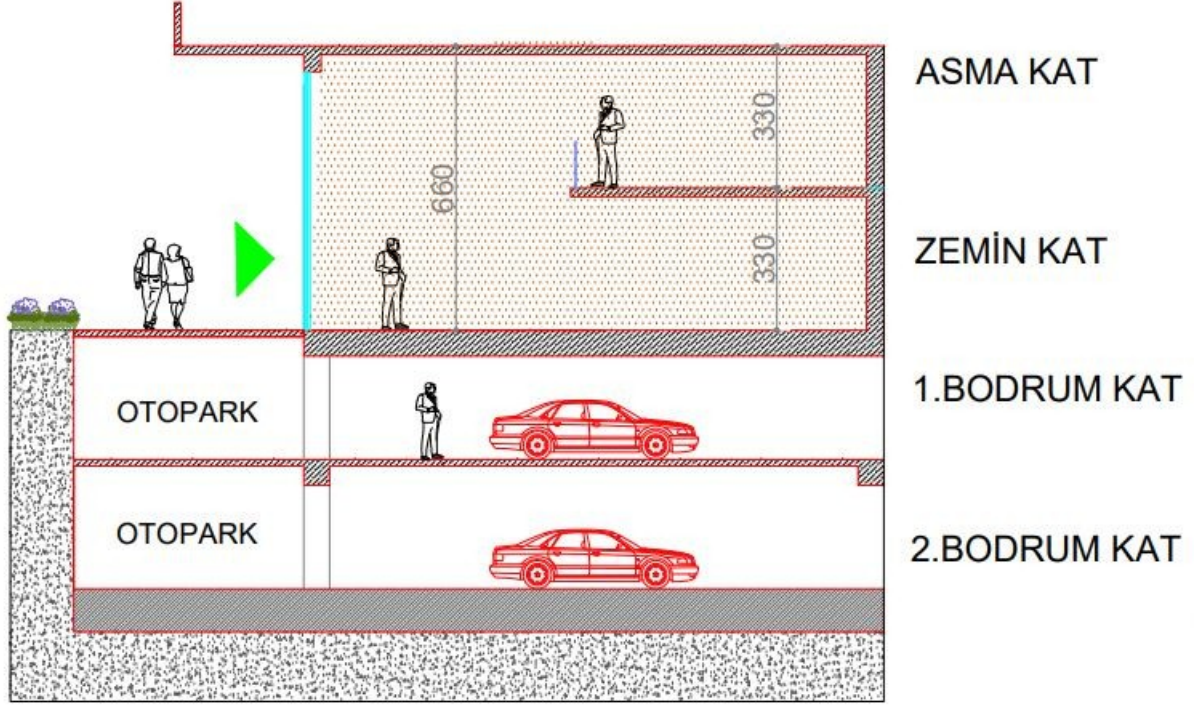 ASMA KAT
330
660
ZEMİN KAT
330
1.BODRUM KAT
OTOPARK
OTOPARK
2.BODRUM KAT